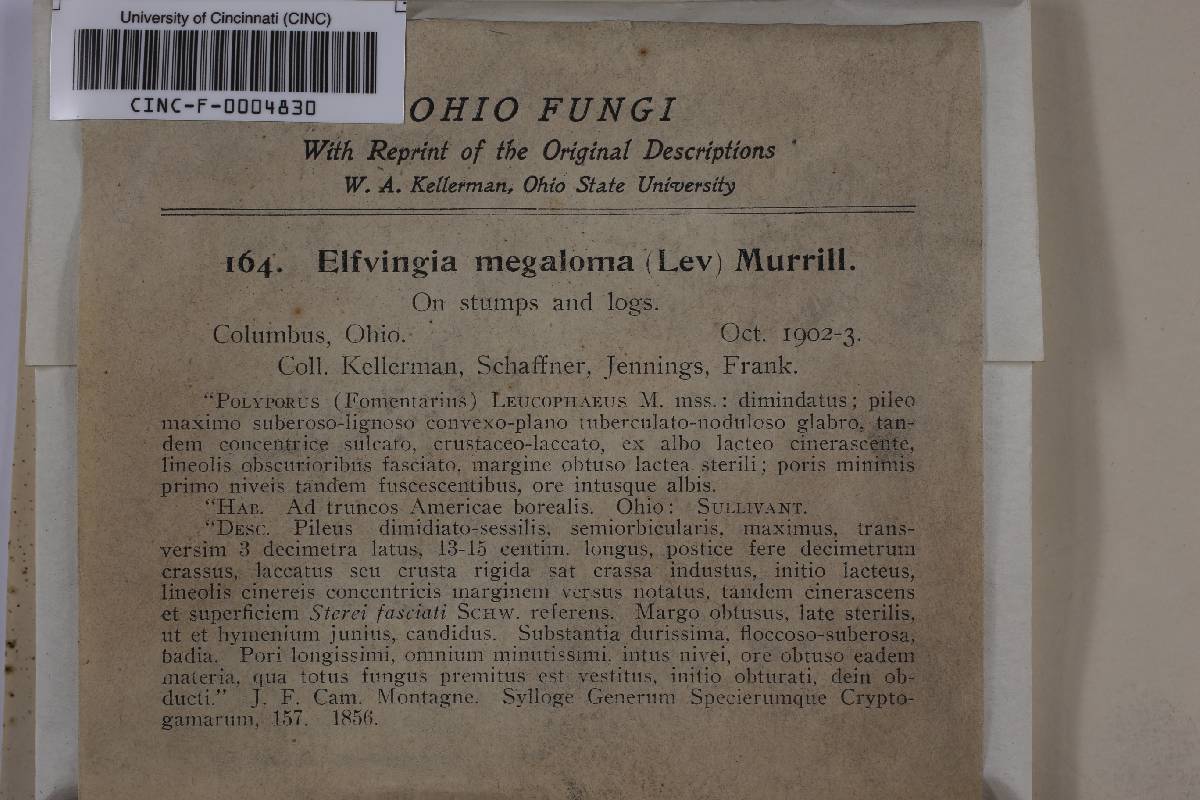 University of Cincinnati (CINC)
CINC-F-0004830
OHIO FUNGI
With Reprint of the Original Descriptions
W. A. Kellerman, Ohio State University
164. Elfvingia megaloma (Lev) Murrill.
On stumps and logs.
Columbus, Ohio. Oct. 1902-3.
Coll. Kellerman, Schaffner, Jennings, Frank.
"POLYPORUS (Fomentarius) LEUCOPHAEUS M. mss.: dimindatus; pileo
maximo suberoso-lignoso convexo-plano tuberculato-noduloso glabro, tan-
dem concentrice sulcato, crustaceo-laccato, ex albo lacteo cinerascente,
lineolis obscurioribus fasciato, margine obtuso lactea sterili; poris minimis
primo niveis tandem fuscescentibus, ore intusque albis.
"HAB. Ad truncos Americae borealis. Ohio: SULLIVANT.
"DESC. Pileus dimidiato-sessilis, semiorbicularis, maximus, trans-
versim 3 decimetra latus, 13-15 centim. longus, postice fere decimetrum
crassus, laccatus seu crusta rigida sat crassa industus, initio lacteus,
lineolis cinereis concentricis marginem versus notatus, tandem cinerascens
et superficiem Sterei fasciati SCHW. referens. Margo obtusus, late sterilis,
ut et hymenium junius, candidus. Substantia durissima, floccoso-suberosa,
badia. Pori longissimi, omnium minutissimi, intus nivei, ore obtuso eadem
materia, qua totus fungus premitus est vestitus, initio obturati, dein ob-
ducti." J. F. Cam. Montagne. Sylloge Generum Specierumque Crypto-
gamarum, 157. 1856.